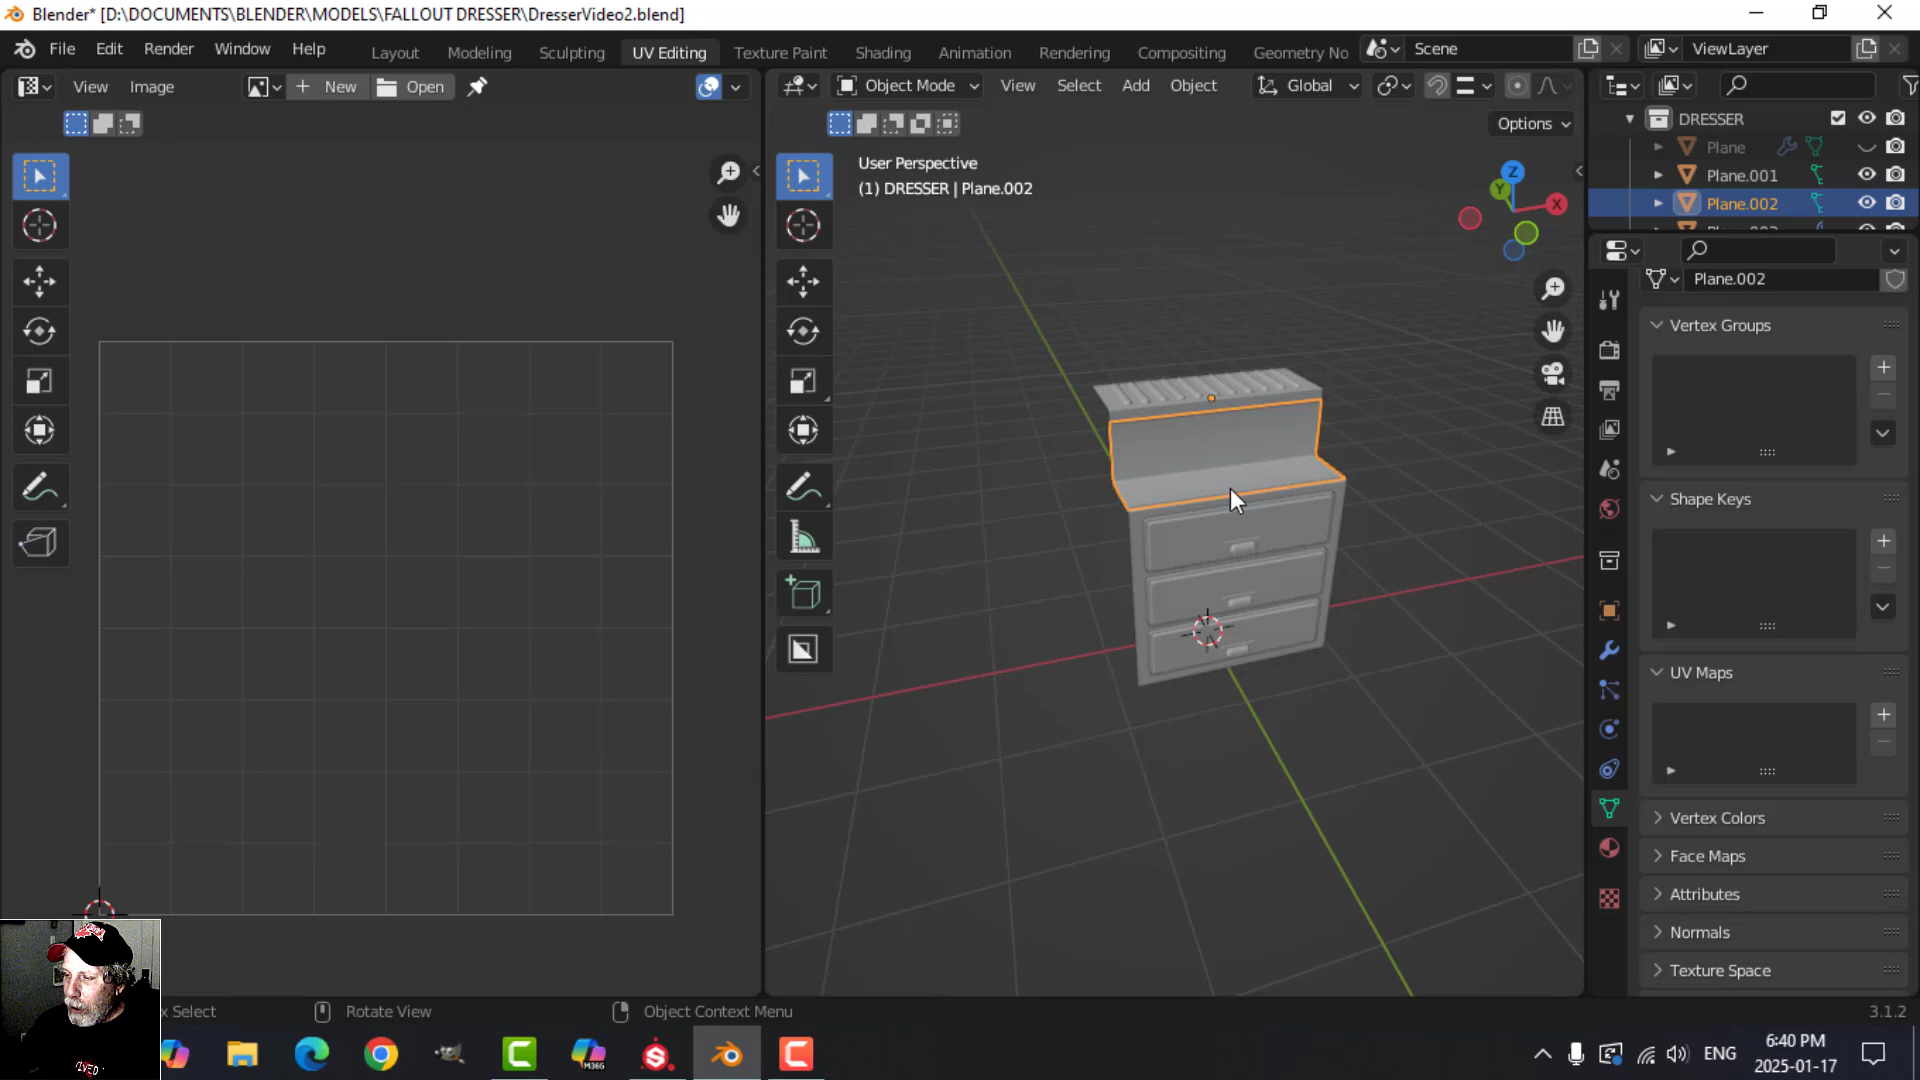 Blender* [D:\DOCUMENTS\BLENDER\MODELS\FALLOUT DRESSER\DresserVideo2.blend]
File Edit Render Window Help Layout Modeling Sculpting UV Editing Texture Paint Shading Animation Rendering Compositing Geometry No Scene ViewLayer
View Image New Open Object Mode View Select Add Object Global
Options
DRESSER
Plane
Plane.001
Plane.002
User Perspective
(1) DRESSER | Plane.002
Z
Y
X
Plane.002
Vertex Groups
Shape Keys
UV Maps
Vertex Colors
Face Maps
Attributes
Normals
Texture Space
x Select Rotate View Object Context Menu 3.1.2
M365
ENG
6:40 PM
2025-01-17